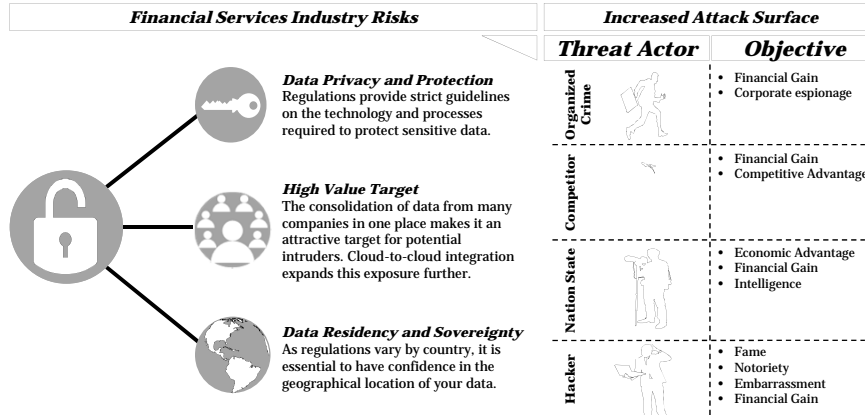 Financial Services Industry Risks
Data Privacy and Protection
Regulations provide strict guidelines
on the technology and processes
required to protect sensitive data.
High Value Target
The consolidation of data from many
companies in one place makes it an
attractive target for potential
intruders. Cloud-to-cloud integration
expands this exposure further.
Data Residency and Sovereignty
As regulations vary by country, it is
essential to have confidence in the
geographical location of your data.
Increased Attack Surface
Threat Actor
Objective
Organized
Crime
• Financial Gain
• Corporate espionage
Competitor
• Financial Gain
• Competitive Advantage
Nation State
• Economic Advantage
• Financial Gain
• Intelligence
Hacker
• Fame
• Notoriety
• Embarrassment
• Financial Gain